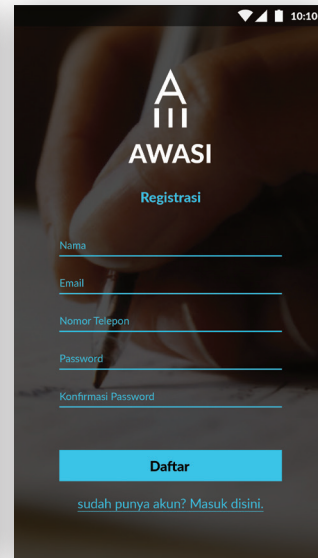 10:10
AWASI
Registrasi
Nama
Email
Nomor Telepon
Password
Konfirmasi Password
Daftar
sudah punya akun? Masuk disini.